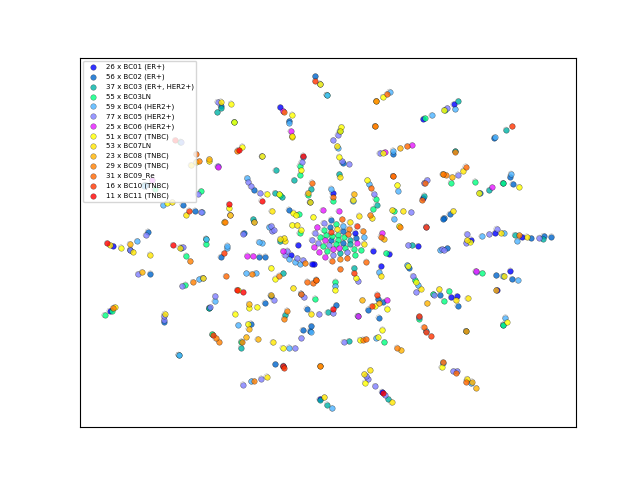 26 x BC01 (ER+)
56 x BC02 (ER+)
37 x BC03 (ER+, HER2+)
55 x BC03LN
59 x BC04 (HER2+)
77 x BC05 (HER2+)
25 x BC06 (HER2+)
51 x BC07 (TNBC)
53 x BC07LN
23 x BC08 (TNBC)
29 x BC09 (TNBC)
31 x BC09_Re
16 x BC10 (TNBC)
11 x BC11 (TNBC)